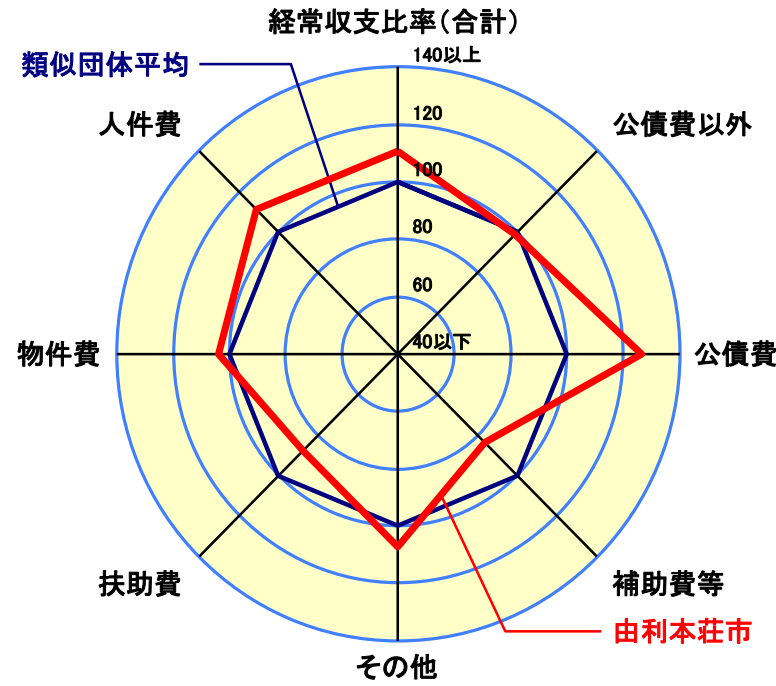 経常収支比率（合計）
140以上
類似団体平均
人件費
公債費以外
120
100
80
60
40以下
物件費
公債費
扶助費
補助費等
由利本荘市
その他